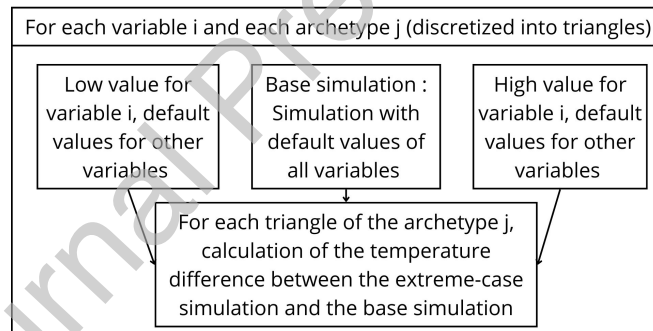 For each variable i and each archetype j (discretized into triangles)
Low value for
variable i, default
values for other
variables
Base simulation :
Simulation with
default values of
all variables
High value for
variable i, default
values for other
variables
For each triangle of the archetype j,
calculation of the temperature
difference between the extreme-case
simulation and the base simulation
urnal Pre